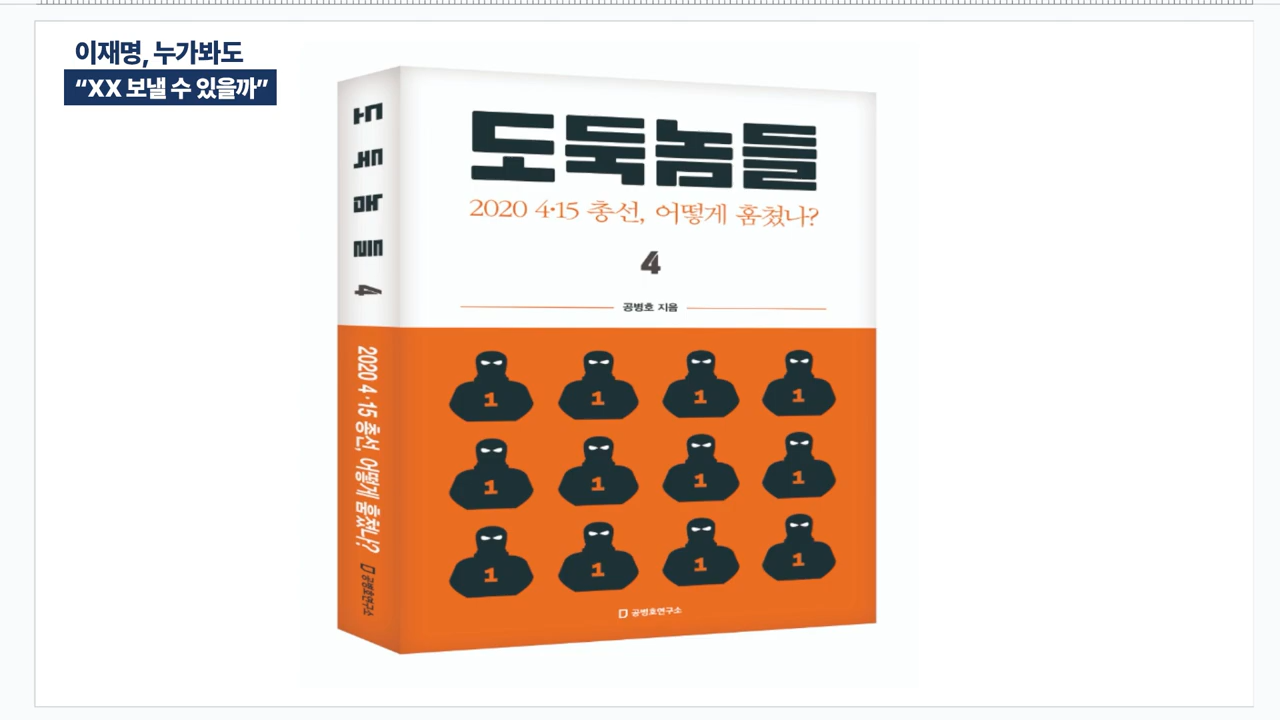 이재명, 누가봐도
“XX 보낼 수 있을까”
도둑놈들
2020 4·15 총선, 어떻게 훔쳤나?
4
공병호 지음
1 1 1 1
1 1 1 1
1 1 1 1
공병호연구소
도둑놈들 4
2020 4·15 총선, 어떻게 훔쳤나?
공병호연구소